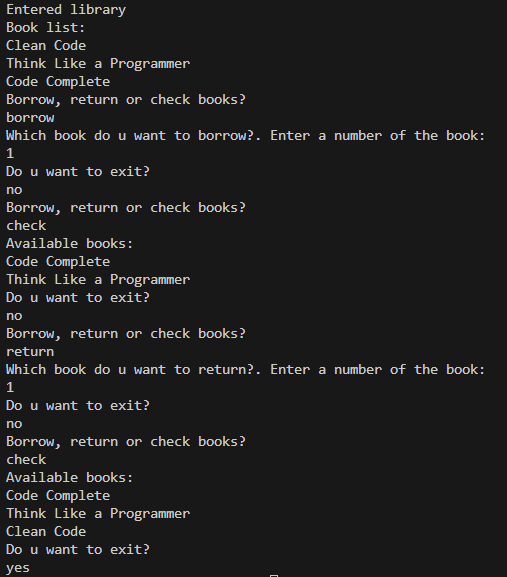 Entered library
Book list:
Clean Code
Think Like a Programmer
Code Complete
Borrow, return or check books?
borrow
Which book do u want to borrow?. Enter a number of the book:
1
Do u want to exit?
no
Borrow, return or check books?
check
Available books:
Code Complete
Think Like a Programmer
Do u want to exit?
no
Borrow, return or check books?
return
Which book do u want to return?. Enter a number of the book:
1
Do u want to exit?
no
Borrow, return or check books?
check
Available books:
Code Complete
Think Like a Programmer
Clean Code
Do u want to exit?
yes